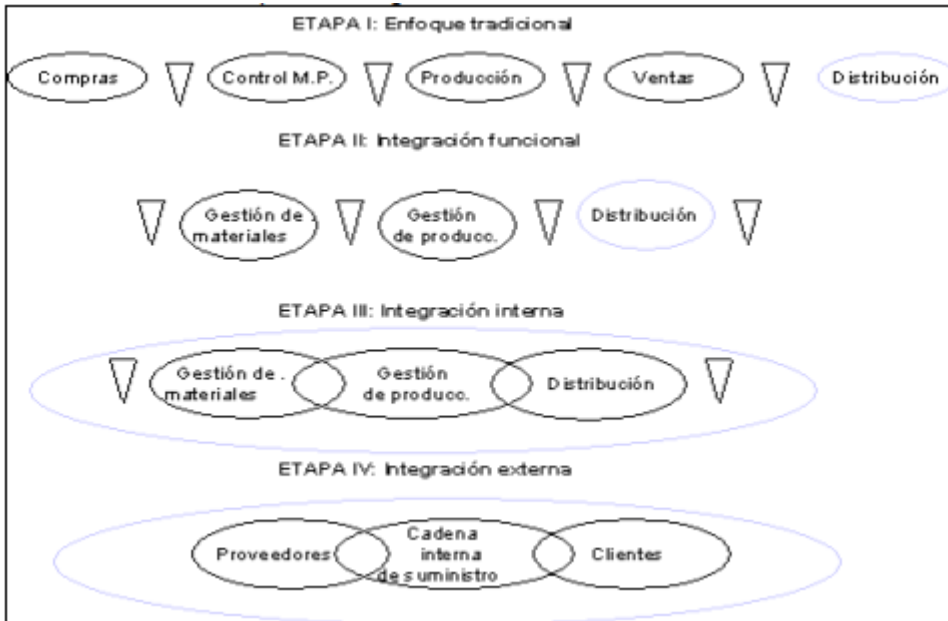 ETAPA I: Enfoque tradicional
Compras Control M.P. Producción Ventas Distribución
ETAPA II: Integración funcional
Gestión de materiales Gestión de producc. Distribución
ETAPA III: Integración interna
Gestión de . materiales Gestión de producc. Distribución
ETAPA IV: Integración externa
Proveedores Cadena interna de suministro Clientes